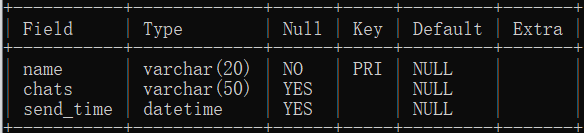 Field Type Null Key Default Extra
name varchar(20) NO PRI NULL
chats varchar(50) YES NULL
send_time datetime YES NULL